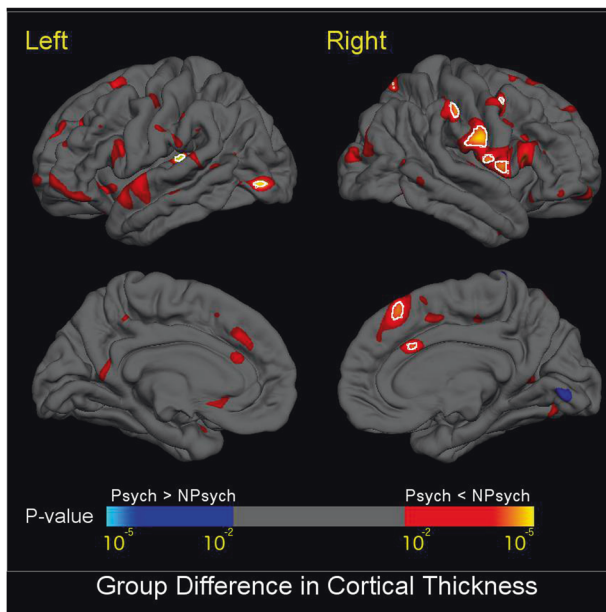 Left Right
Psych > NPsych Psych < NPsych
P-value
10-5 10-2 10-2 10-5
Group Difference in Cortical Thickness